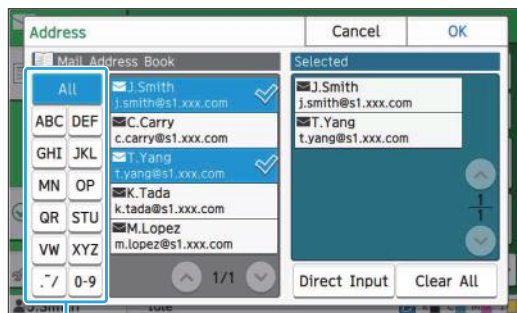 Address
Cancel
OK
Mail Address Book
Selected
All
ABC DEF
GHI JKL
MN OP
QR STU
VW XYZ
.~/ 0-9
J.Smith
j.smith@s1.xxx.com
C.Carry
c.carry@s1.xxx.com
T.Yang
t.yang@s1.xxx.com
K.Tada
k.tada@s1.xxx.com
M.Lopez
m.lopez@s1.xxx.com
1/1
J.Smith
j.smith@s1.xxx.com
T.Yang
t.yang@s1.xxx.com
1
1
Direct Input
Clear All
J.Smith
Idle